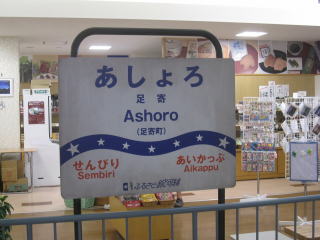 あしょろ
足寄
Ashoro
(足寄町)
せんびり
Sembiri
あいかっぷ
Aikappu